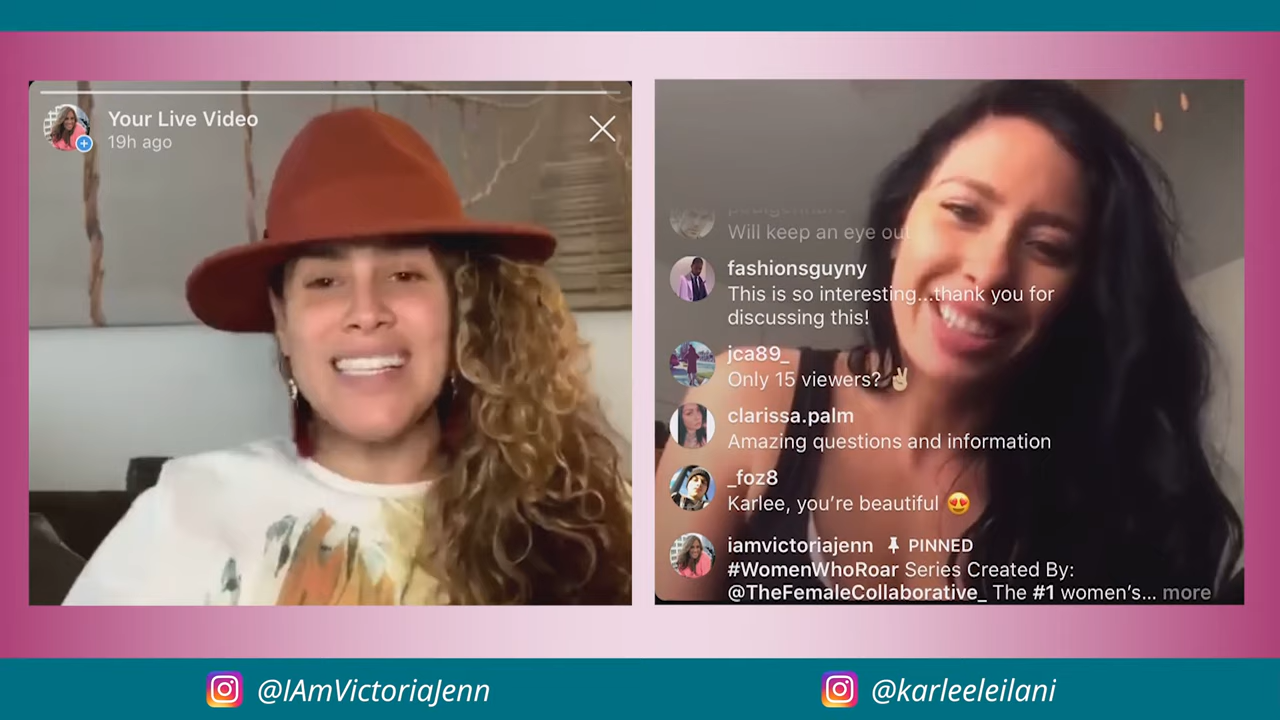 Your Live Video
19h ago
Will keep an eye out
fashionsguyny
This is so interesting...thank you for
discussing this!
jca89_
Only 15 viewers? ✌
clarissa.palm
Amazing questions and information
_foz8
Karlee, you're beautiful 😍
iamvictoriajenn PINNED
#WomenWhoRoar Series Created By:
@TheFemaleCollaborative_ The #1 women's... more
@IAmVictoriaJenn
@karleeleilani